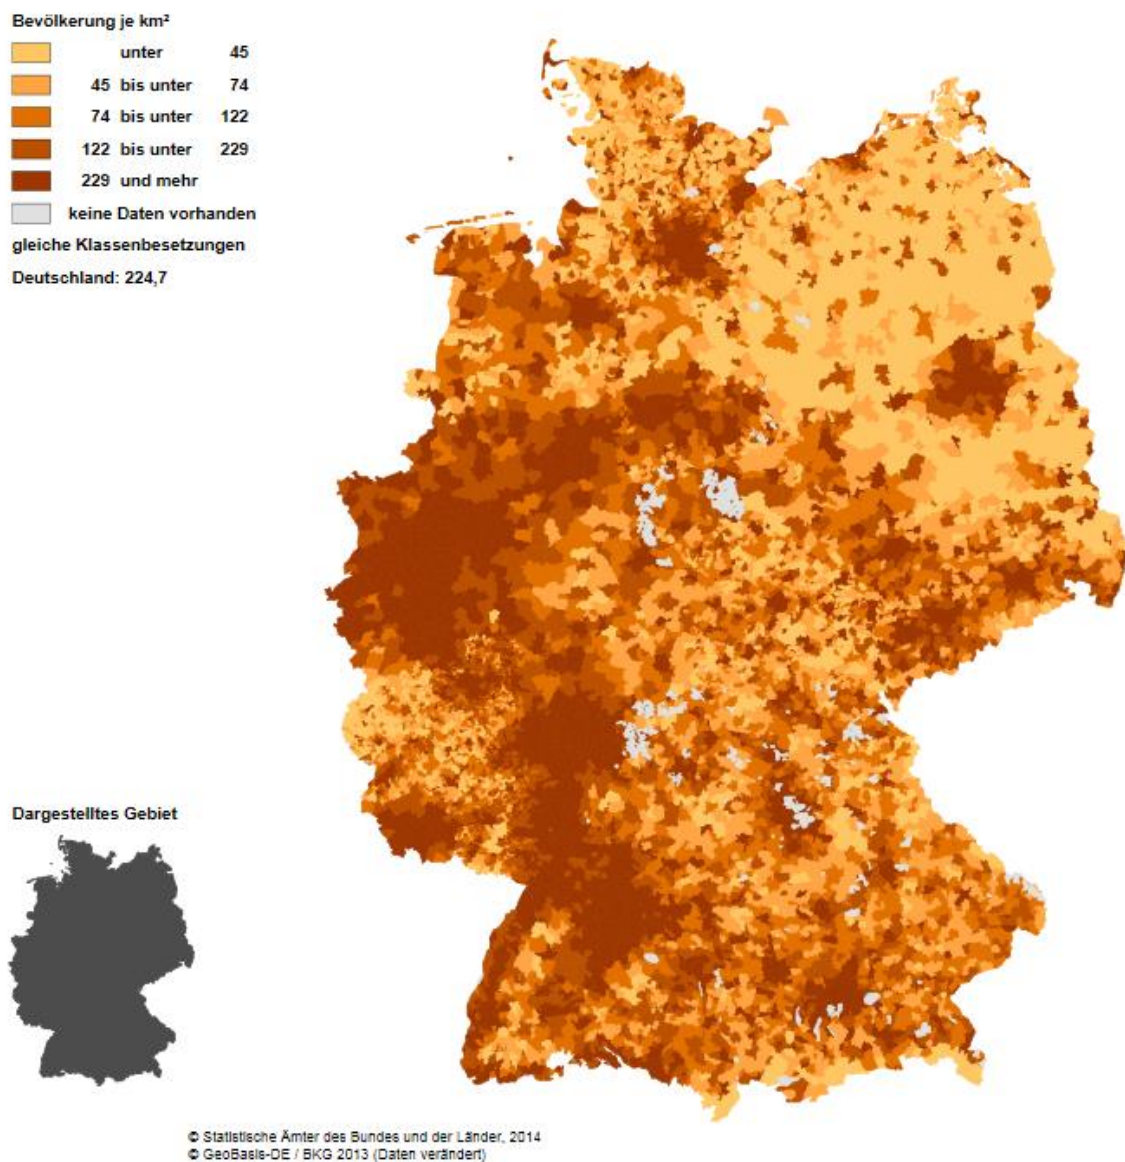 Bevölkerung je km²
unter 45
45 bis unter 74
74 bis unter 122
122 bis unter 229
229 und mehr
keine Daten vorhanden
gleiche Klassenbesetzungen
Deutschland: 224,7
Dargestelltes Gebiet
© Statistische Ämter des Bundes und der Länder, 2014
© GeoBasis-DE / BKG 2013 (Daten verändert)